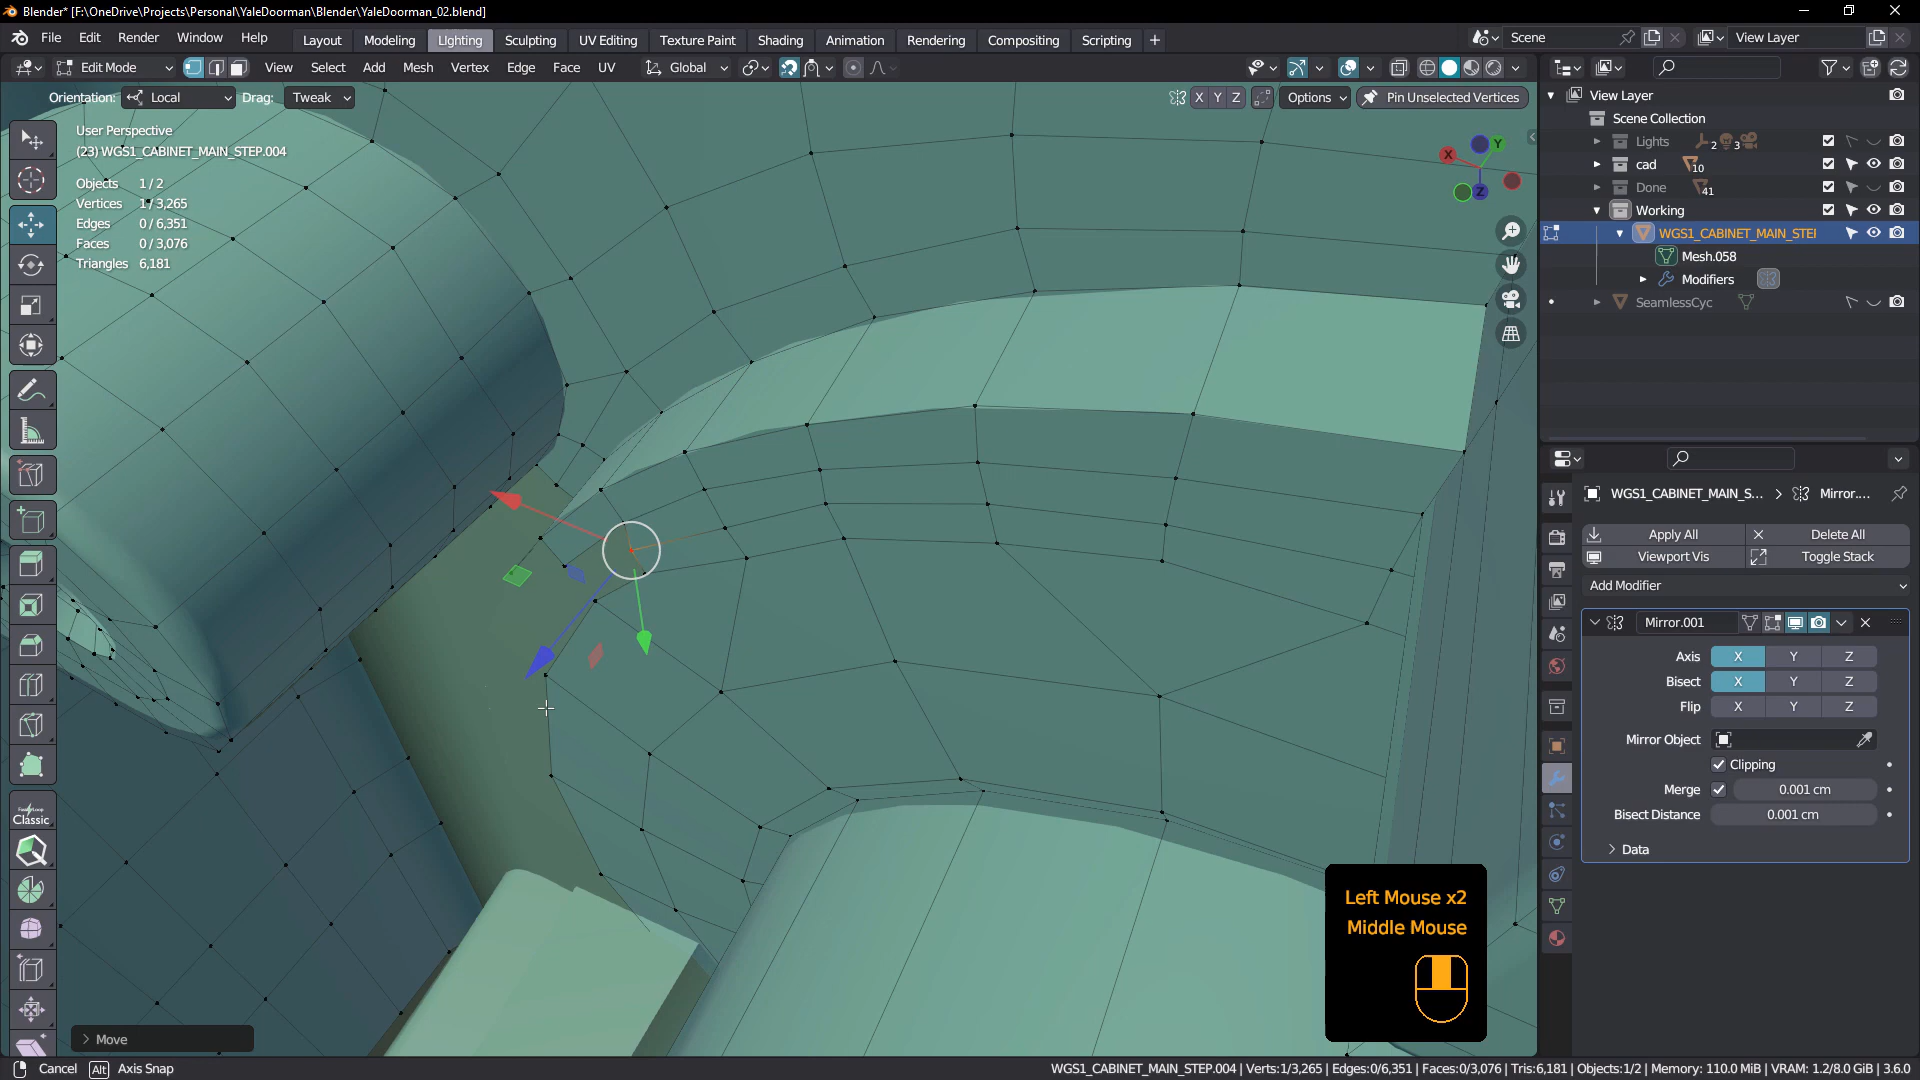 Blender* [F:\OneDrive\Projects\Personal\YaleDoorman\Blender\YaleDoorman_02.blend]
File Edit Render Window Help Layout Modeling Lighting Sculpting UV Editing Texture Paint Shading Animation Rendering Compositing Scripting + Scene View Layer
Edit Mode View Select Add Mesh Vertex Edge Face UV Global
Orientation: Local Drag: Tweak X Y Z Options Pin Unselected Vertices
User Perspective
(23) WGS1_CABINET_MAIN_STEP.004
Objects 1 / 2
Vertices 1 / 3,265
Edges 0 / 6,351
Faces 0 / 3,076
Triangles 6,181
X Y Z
View Layer
Scene Collection
Lights 2 3
cad 10
Done 41
Working
WGS1_CABINET_MAIN_STEI
Mesh.058
Modifiers
SeamlessCyc
WGS1_CABINET_MAIN_S... > Mirror....
Apply All Delete All
Viewport Vis Toggle Stack
Add Modifier
Mirror.001
Axis X Y Z
Bisect X Y Z
Flip X Y Z
Mirror Object
Clipping
Merge 0.001 cm
Bisect Distance 0.001 cm
Data
Classic
Left Mouse x2
Middle Mouse
Move
Cancel Alt Axis Snap
WGS1_CABINET_MAIN_STEP.004 | Verts:1/3,265 | Edges:0/6,351 | Faces:0/3,076 | Tris:6,181 | Objects:1/2 | Memory: 110.0 MiB | VRAM: 1.2/8.0 GiB | 3.6.0